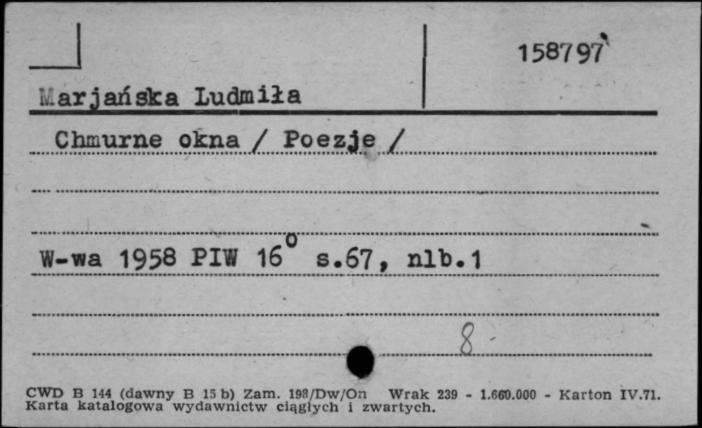 158797
Marjańska Ludmiła
Chmurne okna / Poezje /
W-wa 1958 PIW 16° s.67, nlb.1
8
CWD B 144 (dawny B 15 b) Zam. 198/Dw/On Wrak 239 - 1.660.000 - Karton IV.71.
Karta katalogowa wydawnictw ciągłych i zwartych.